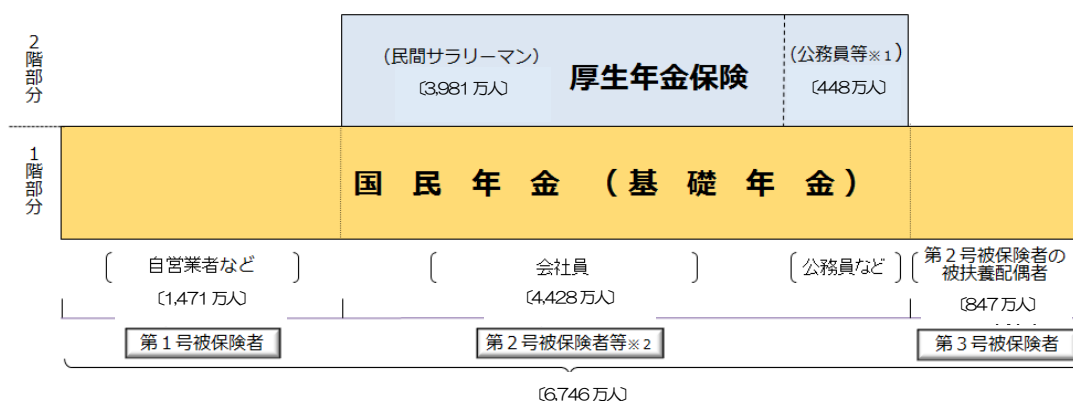 2階部分
(民間サラリーマン)
〔3,981万人〕
厚生年金保険
(公務員等※1)
〔448万人〕
1階部分
国民年金(基礎年金)
自営業者など
〔1,471万人〕
会社員
〔4,428万人〕
公務員など
第2号被保険者の
被扶養配偶者
〔847万人〕
第1号被保険者
第2号被保険者等※2
第3号被保険者
〔6,746万人〕